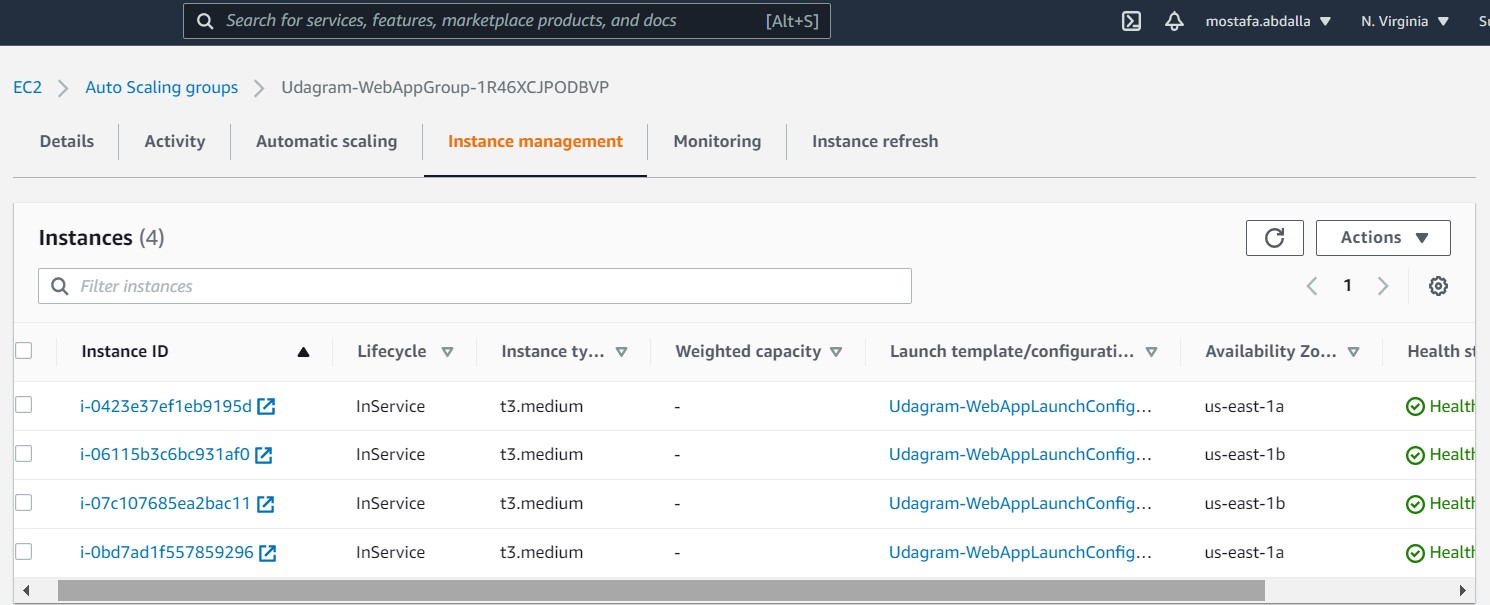 Search for services, features, marketplace products, and docs [Alt+S] mostafa.abdalla N. Virginia Su
EC2 Auto Scaling groups Udagram-WebAppGroup-1R46XCJPODBVP
Details Activity Automatic scaling Instance management Monitoring Instance refresh
Instances (4) Actions
Filter instances 1
Instance ID Lifecycle Instance ty... Weighted capacity Launch template/configurati... Availability Zo... Health st
i-0423e37ef1eb9195d InService t3.medium - Udagram-WebAppLaunchConfig... us-east-1a Health
i-06115b3c6bc931af0 InService t3.medium - Udagram-WebAppLaunchConfig... us-east-1b Health
i-07c107685ea2bac11 InService t3.medium - Udagram-WebAppLaunchConfig... us-east-1b Health
i-0bd7ad1f557859296 InService t3.medium - Udagram-WebAppLaunchConfig... us-east-1a Health